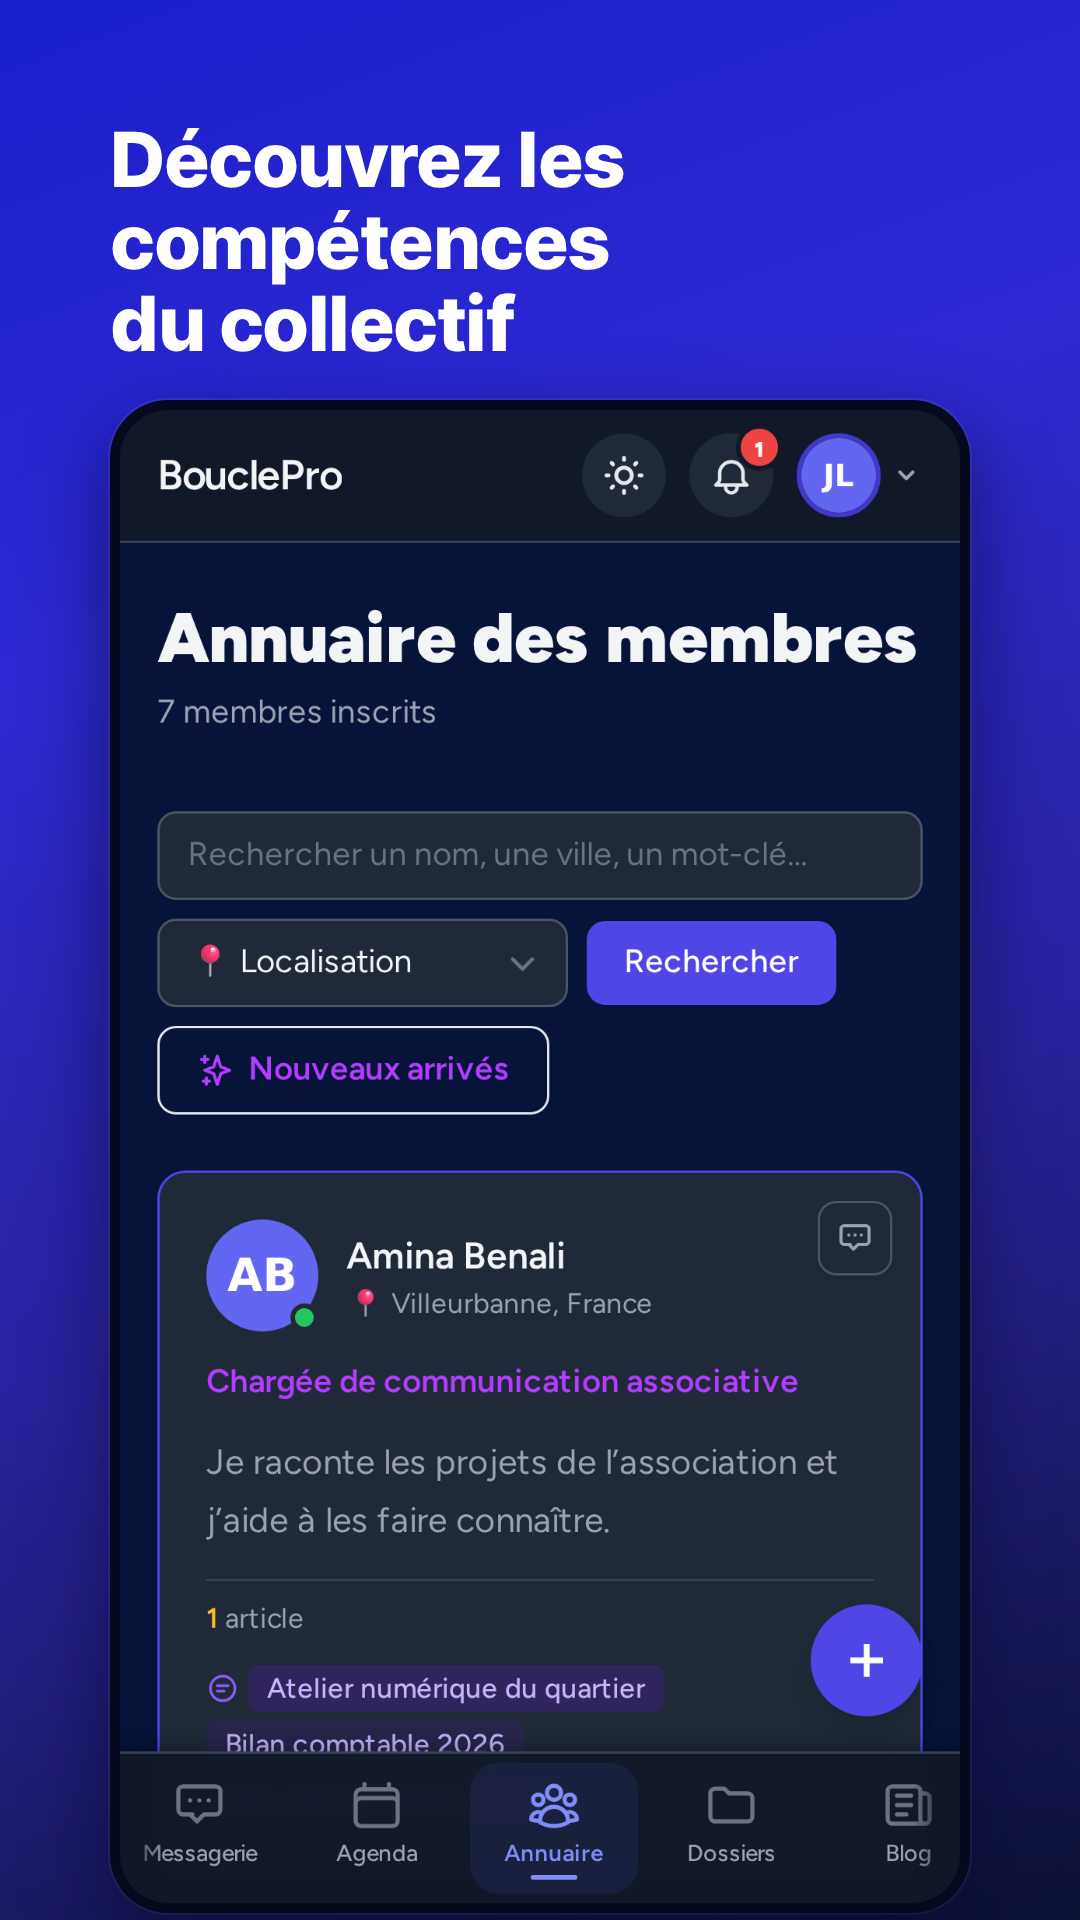 Découvrez les
compétences
du collectif
BouclePro
1
JL
Annuaire des membres
7 membres inscrits
Rechercher un nom, une ville, un mot-clé...
Localisation
Rechercher
Nouveaux arrivés
AB
Amina Benali
Villeurbanne, France
Chargée de communication associative
Je raconte les projets de l’association et
j’aide à les faire connaître.
1 article
Atelier numérique du quartier
Bilan comptable 2026
Messagerie
Agenda
Annuaire
Dossiers
Blog